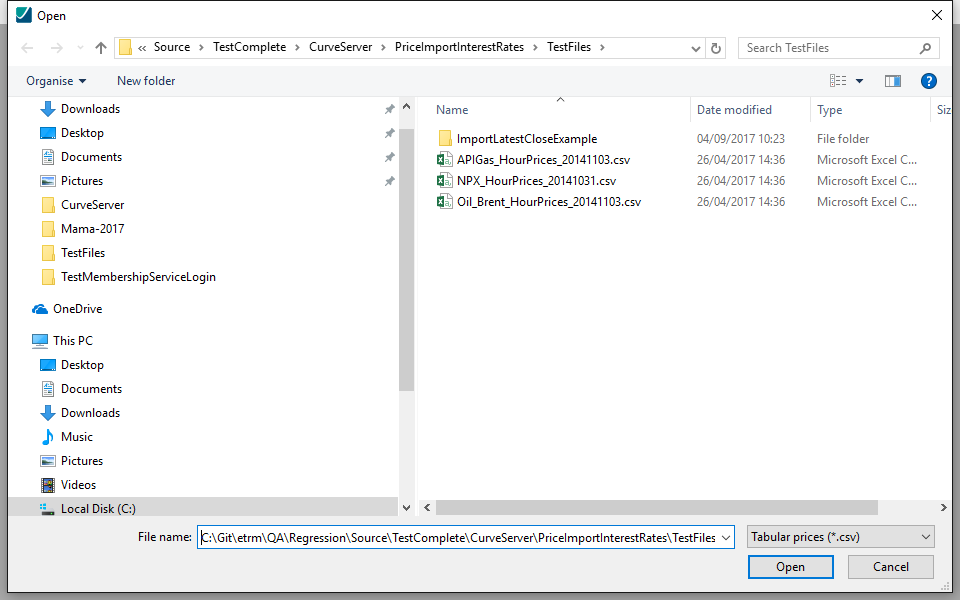 Open
« Source › TestComplete › CurveServer › PriceImportInterestRates › TestFiles ›
Search TestFiles
Organise
New folder
Downloads
Desktop
Documents
Pictures
CurveServer
Mama-2017
TestFiles
TestMembershipServiceLogin
OneDrive
This PC
Desktop
Documents
Downloads
Music
Pictures
Videos
Local Disk (C:)
Name Date modified Type Siz
ImportLatestCloseExample 04/09/2017 10:23 File folder
APIGas_HourPrices_20141103.csv 26/04/2017 14:36 Microsoft Excel C...
NPX_HourPrices_20141031.csv 26/04/2017 14:36 Microsoft Excel C...
Oil_Brent_HourPrices_20141103.csv 26/04/2017 14:36 Microsoft Excel C...
File name: C:\Git\etrm\QA\Regression\Source\TestComplete\CurveServer\PriceImportInterestRates\TestFiles
Tabular prices (*.csv)
Open
Cancel